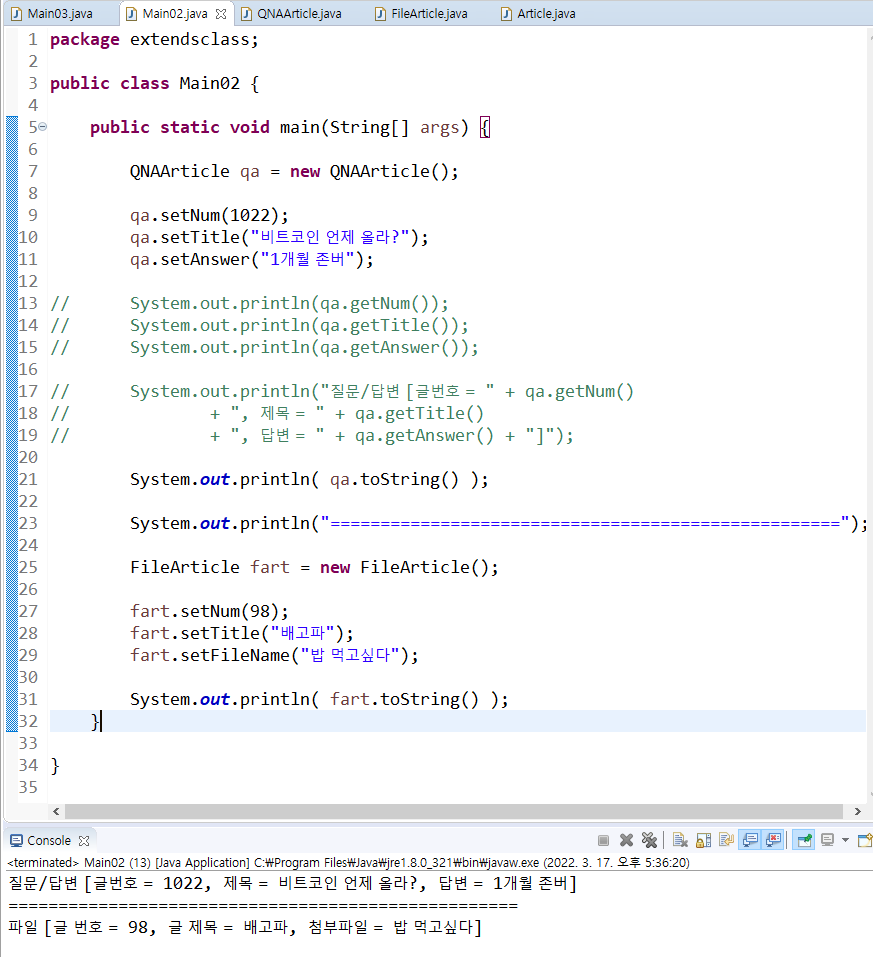 Main03.java Main02.java QNAArticle.java FileArticle.java Article.java
1 package extendsclass;
2
3 public class Main02 {
4
5 public static void main(String[] args) {
6
7 QNAArticle qa = new QNAArticle();
8
9 qa.setNum(1022);
10 qa.setTitle("비트코인 언제 올라?");
11 qa.setAnswer("1개월 존버");
12
13 // System.out.println(qa.getNum());
14 // System.out.println(qa.getTitle());
15 // System.out.println(qa.getAnswer());
16
17 // System.out.println("질문/답변 [글번호 = " + qa.getNum()
18 // + ", 제목 = " + qa.getTitle()
19 // + ", 답변 = " + qa.getAnswer() + "]");
20
21 System.out.println( qa.toString() );
22
23 System.out.println("===================================================");
24
25 FileArticle fart = new FileArticle();
26
27 fart.setNum(98);
28 fart.setTitle("배고파");
29 fart.setFileName("밥 먹고싶다");
30
31 System.out.println( fart.toString() );
32 }
33
34 }
35
Console
<terminated> Main02 (13) [Java Application] C:₩Program Files₩Java₩jre1.8.0_321₩bin₩javaw.exe (2022. 3. 17. 오후 5:36:20)
질문/답변 [글번호 = 1022, 제목 = 비트코인 언제 올라?, 답변 = 1개월 존버]
===================================================
파일 [글 번호 = 98, 글 제목 = 배고파, 첨부파일 = 밥 먹고싶다]